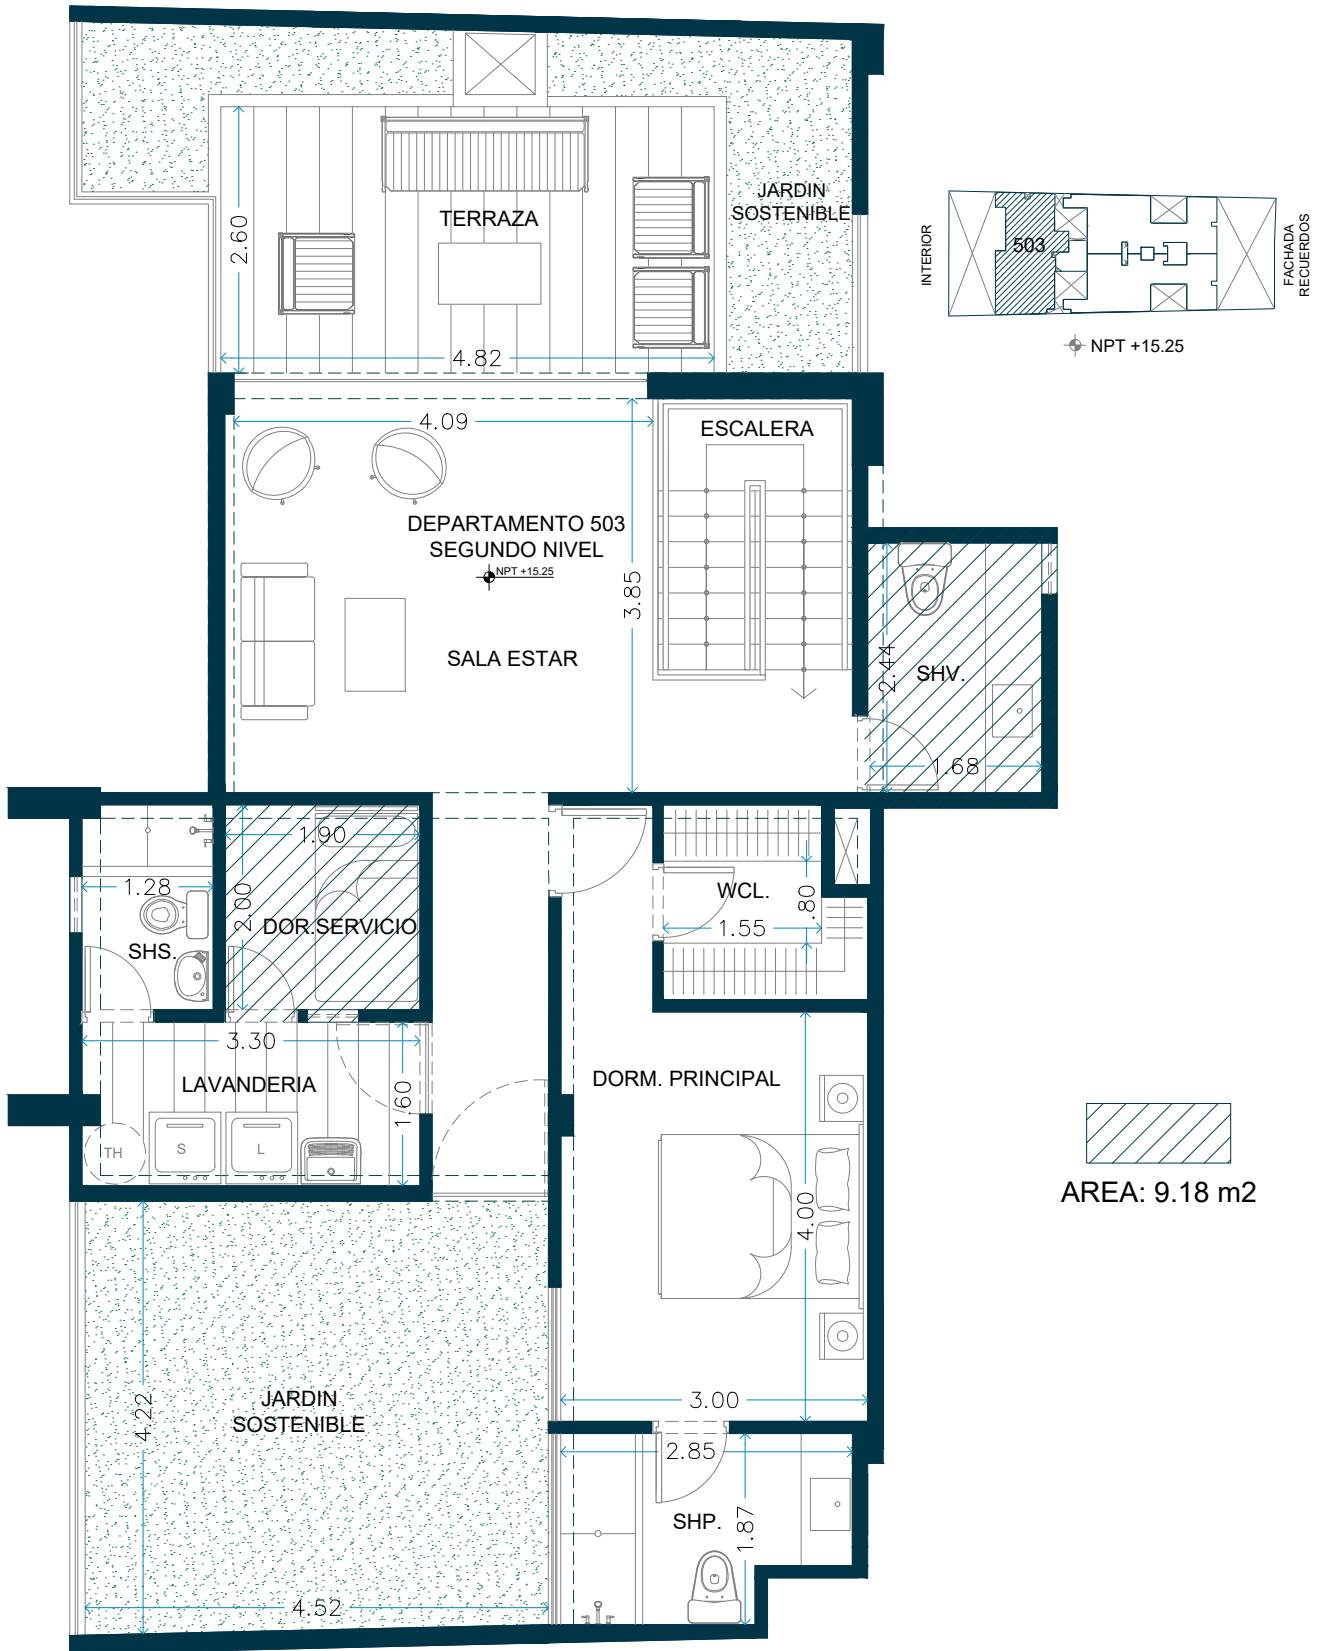 JARDIN
SOSTENIBLE
TERRAZA
2.60
4.82
INTERIOR
503
FACHADA
RECUERDOS
NPT +15.25
4.09
ESCALERA
DEPARTAMENTO 503
SEGUNDO NIVEL
NPT +15.25
3.85
SALA ESTAR
2.44
SHV.
1.68
1.90
1.28
2.00
DOR.SERVICIO
SHS.
WCL.
.80
1.55
3.30
LAVANDERIA
1.60
DORM. PRINCIPAL
TH
S
L
4.00
AREA: 9.18 m2
4.22
JARDIN
SOSTENIBLE
3.00
2.85
SHP.
1.87
4.52